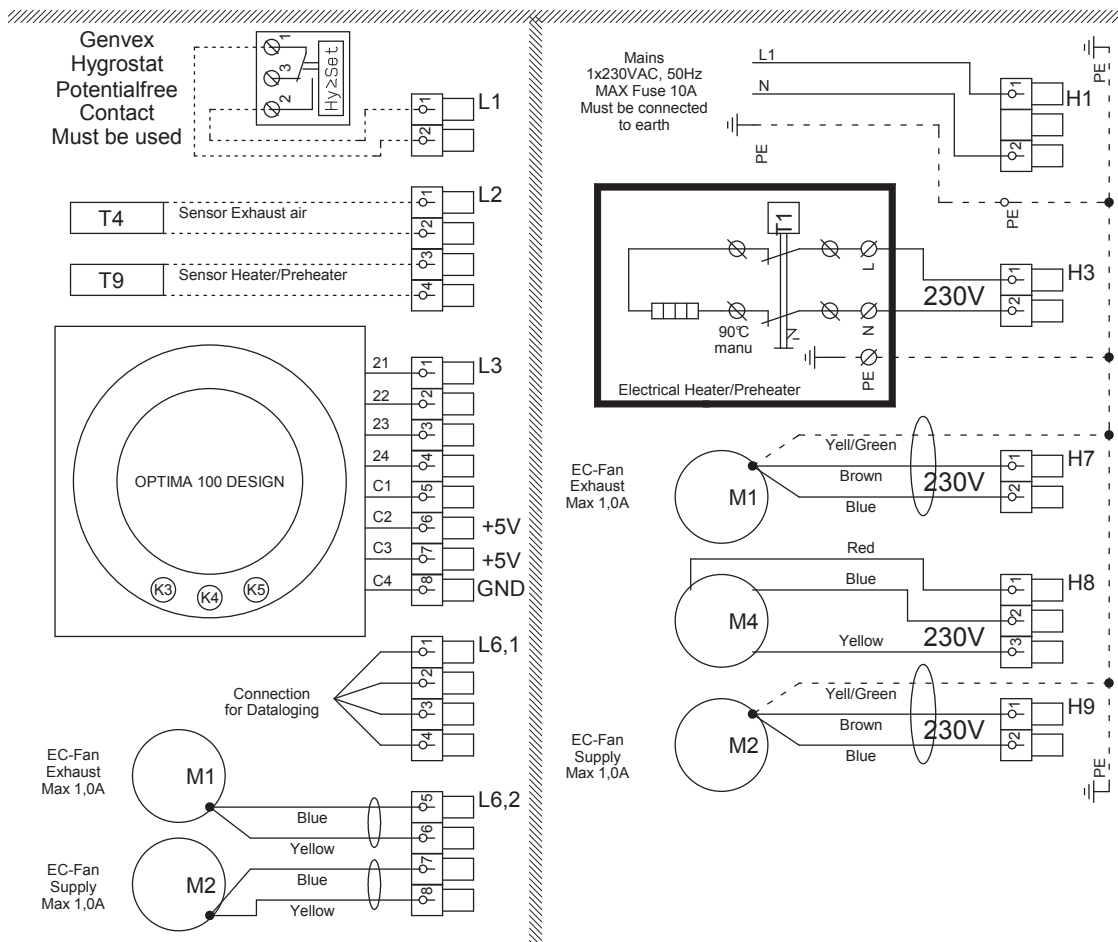 Genvex
Hygrostat
Potentialfree
Contact
Must be used
1
3
2
Hy≥Set
1
2
L1
T4
Sensor Exhaust air
T9
Sensor Heater/Preheater
1
2
3
4
L2
OPTIMA 100 DESIGN
K3
K4
K5
21
22
23
24
C1
C2
C3
C4
1
2
3
4
5
6
7
8
L3
+5V
+5V
GND
Connection
for Dataloging
1
2
3
4
L6,1
EC-Fan
Exhaust
Max 1,0A
M1
Blue
Yellow
EC-Fan
Supply
Max 1,0A
M2
Blue
Yellow
5
6
7
8
L6,2
Mains
1x230VAC, 50Hz
MAX Fuse 10A
Must be connected
to earth
L1
N
PE
1
2
H1
PE
PE
T1
90°C
manu
L
N
PE
Electrical Heater/Preheater
230V
1
2
H3
EC-Fan
Exhaust
Max 1,0A
M1
Yell/Green
Brown
Blue
230V
1
2
H7
M4
Red
Blue
Yellow
230V
1
2
3
H8
EC-Fan
Supply
Max 1,0A
M2
Yell/Green
Brown
Blue
230V
1
2
H9
PE